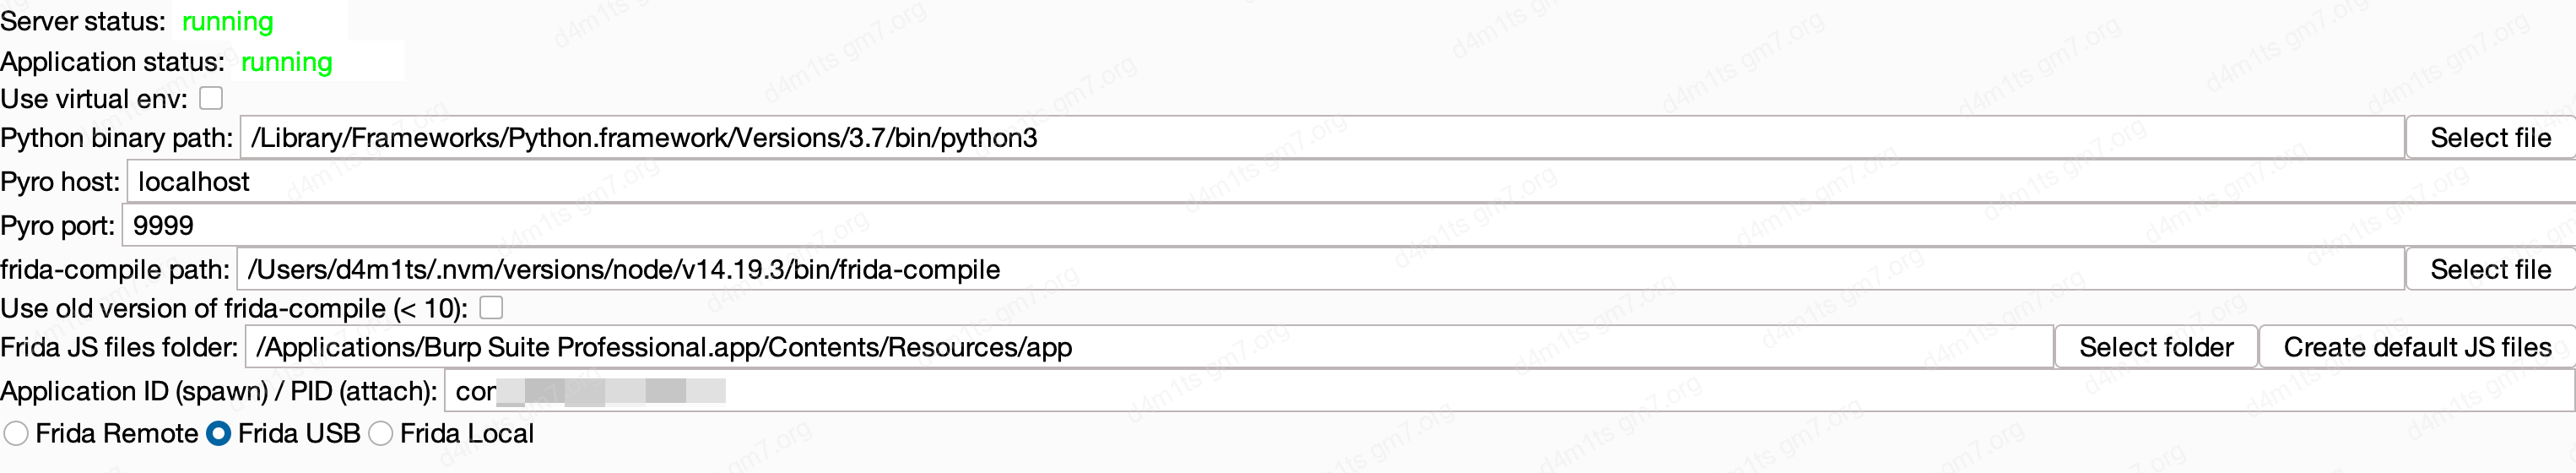 Server status: running
Application status: running
Use virtual env:
Python binary path: /Library/Frameworks/Python.framework/Versions/3.7/bin/python3 Select file
Pyro host: localhost
Pyro port: 9999
frida-compile path: /Users/d4m1ts/.nvm/versions/node/v14.19.3/bin/frida-compile Select file
Use old version of frida-compile (< 10):
Frida JS files folder: /Applications/Burp Suite Professional.app/Contents/Resources/app Select folder Create default JS files
Application ID (spawn) / PID (attach):
Frida Remote Frida USB Frida Local
d4m1ts gm7.org